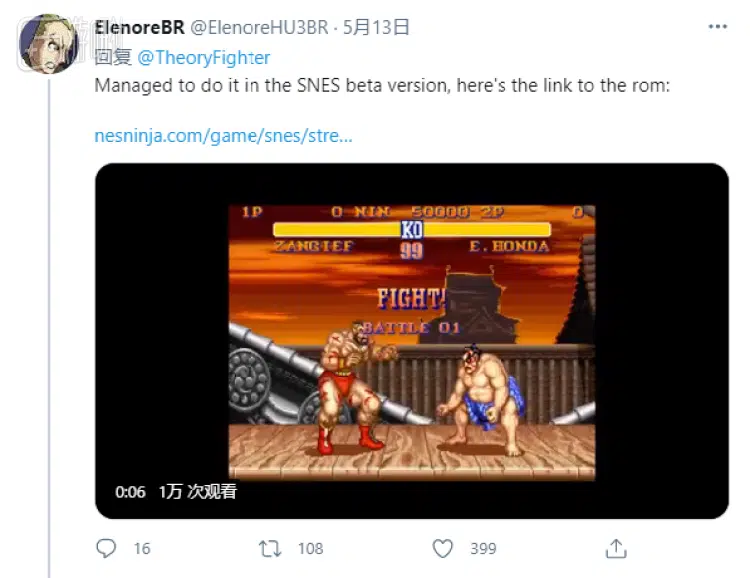 ElenoreBR @ElenoreHU3BR · 5月13日
回复 @TheoryFighter
Managed to do it in the SNES beta version, here's the link to the rom:
nesninja.com/game/snes/stre...
1P 0 NIN 50000 2P 0
KO
ZANGIEF 99 E.HONDA
FIGHT!
BATTLE 01
0:06 1万 次观看
16 108 399